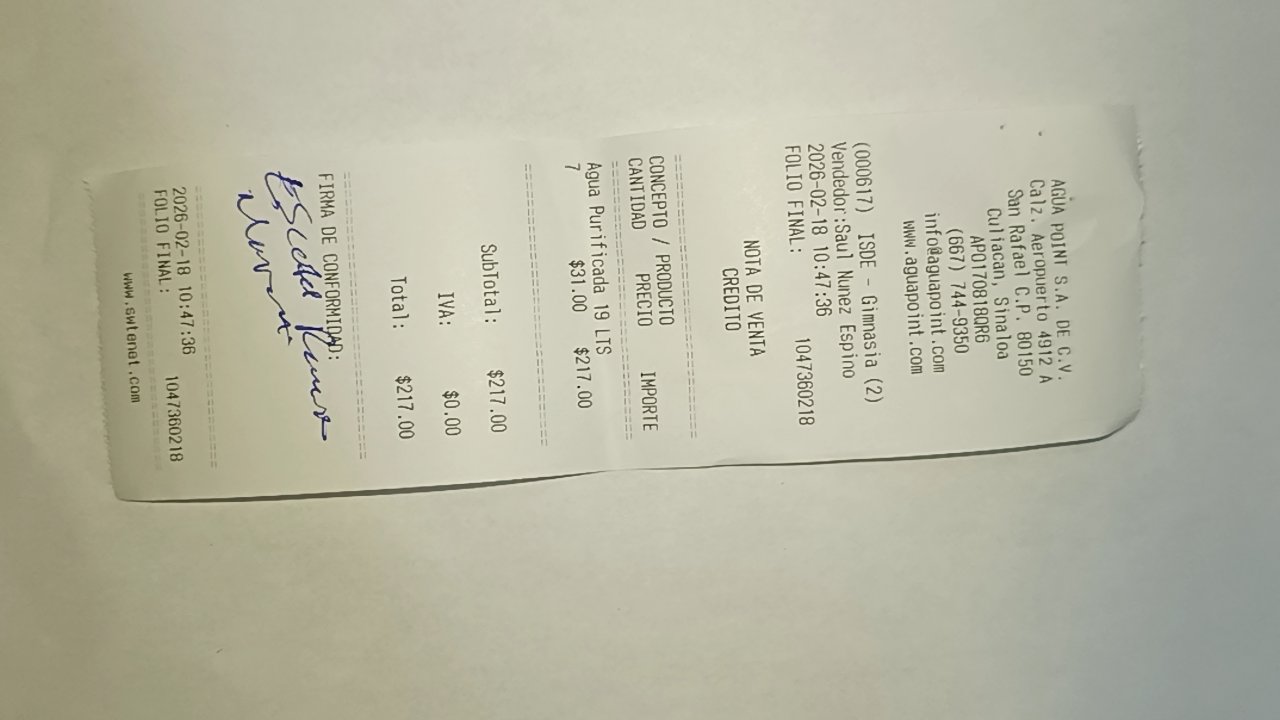 AGUA POINT S.A. DE C.V.
Calz. Aeropuerto 4912 A
San Rafael C.P. 80150
Culiacan, Sinaloa
APO170818QR6
(667) 744-9350
info@aguapoint.com
www.aguapoint.com
(000617) ISDE - Gimnasia (2)
Vendedor:Saul Nunez Espino
2026-02-18 10:47:36
FOLIO FINAL: 1047360218
NOTA DE VENTA
CREDITO
CONCEPTO / PRODUCTO
CANTIDAD PRECIO IMPORTE
Agua Purificada 19 LTS
7 $31.00 $217.00
SubTotal: $217.00
IVA: $0.00
Total: $217.00
FIRMA DE CONFORMIDAD:
2026-02-18 10:47:36
FOLIO FINAL: 1047360218
www.swtenet.com